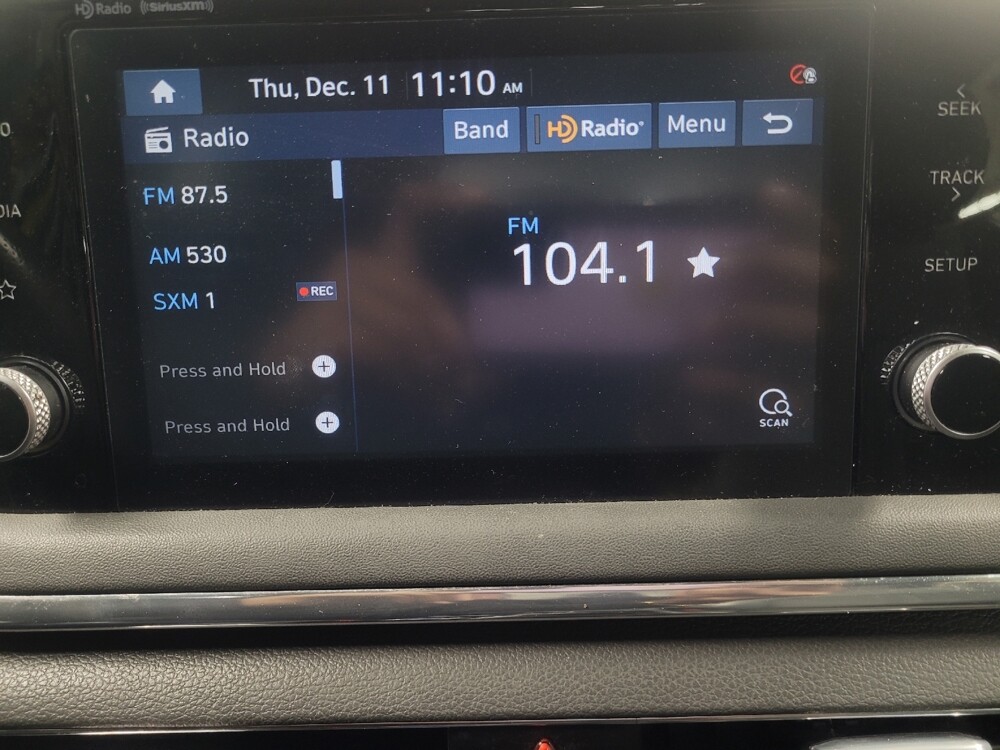 HD Radio ((SiriusXM))
Thu, Dec. 11 11:10 AM
Radio
Band HD Radio Menu
FM 87.5
AM 530
SXM 1
REC
Press and Hold
Press and Hold
FM
104.1
SCAN
SEEK
TRACK
SETUP